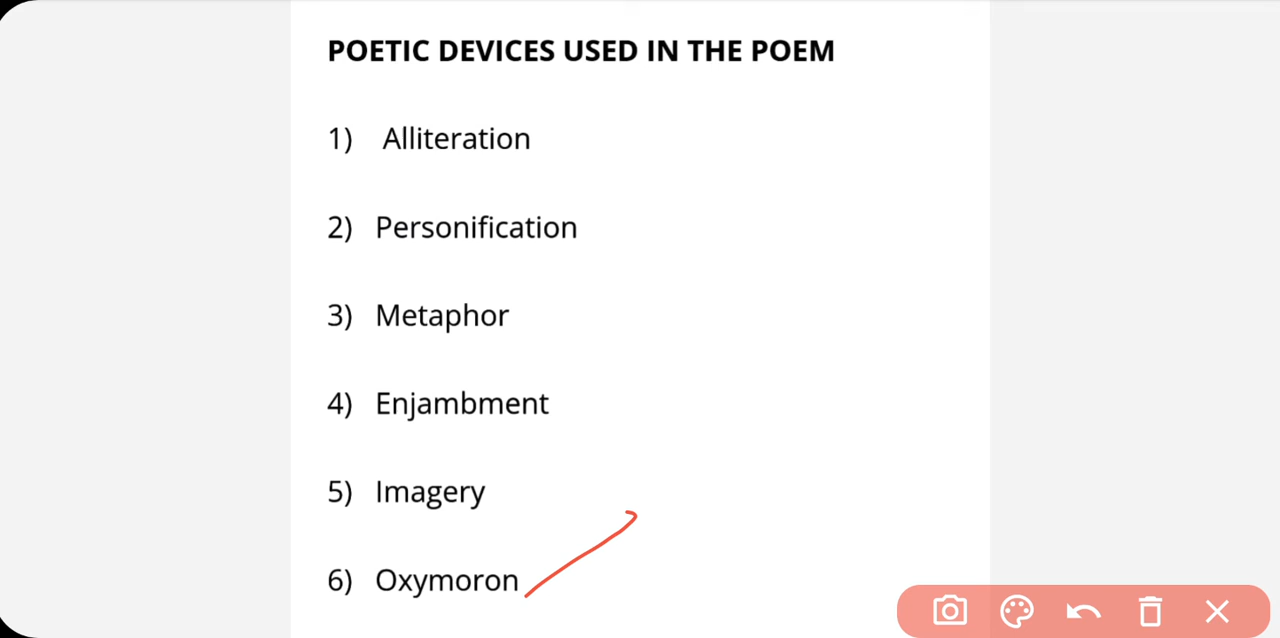 POETIC DEVICES USED IN THE POEM
1) Alliteration
2) Personification
3) Metaphor
4) Enjambment
5) Imagery
6) Oxymoron